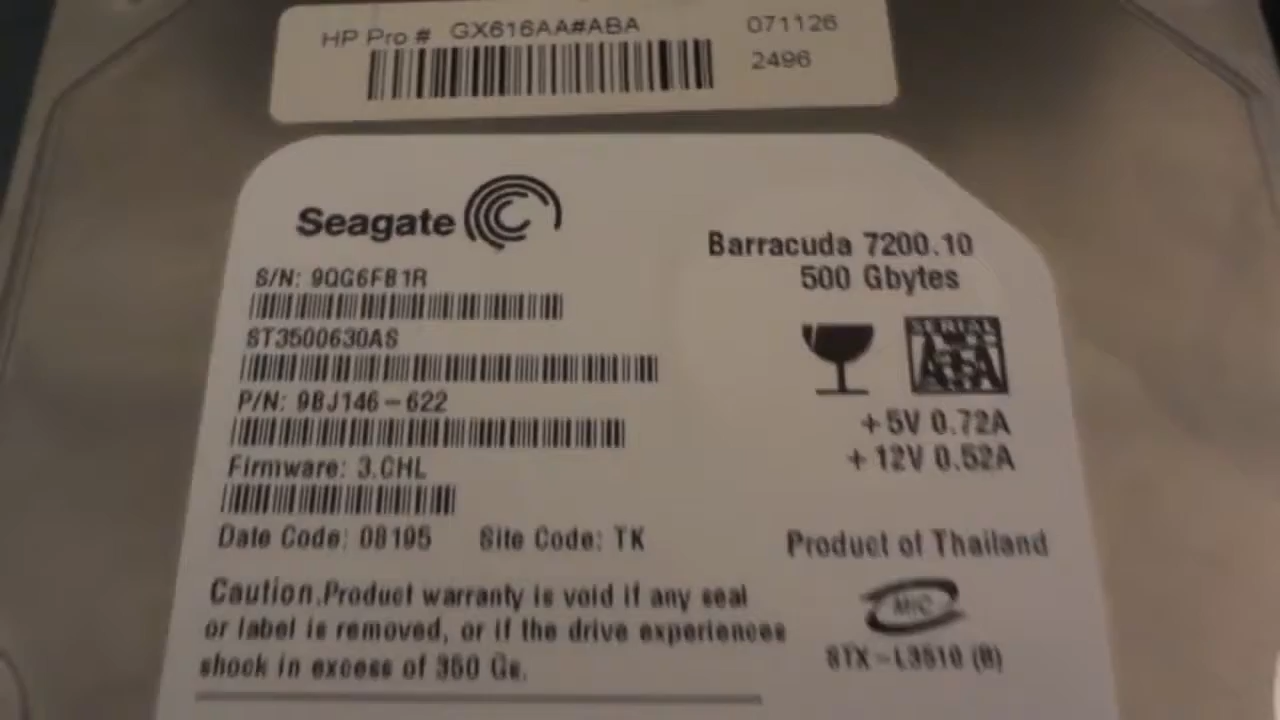 HP Pro # GX616AA#ABA 071126
2496
Seagate
S/N: 9QG6FB1R
ST3500630AS
P/N: 9BJ146-622
Firmware: 3.CHL
Date Code: 08195 Site Code: TK
Caution.Product warranty is void if any seal
or label is removed, or if the drive experiences
shock in excess of 350 Gs.
Barracuda 7200.10
500 Gbytes
SERIAL
ATA
+5V 0.72A
+12V 0.52A
Product of Thailand
MIC
STX-L3510 (B)